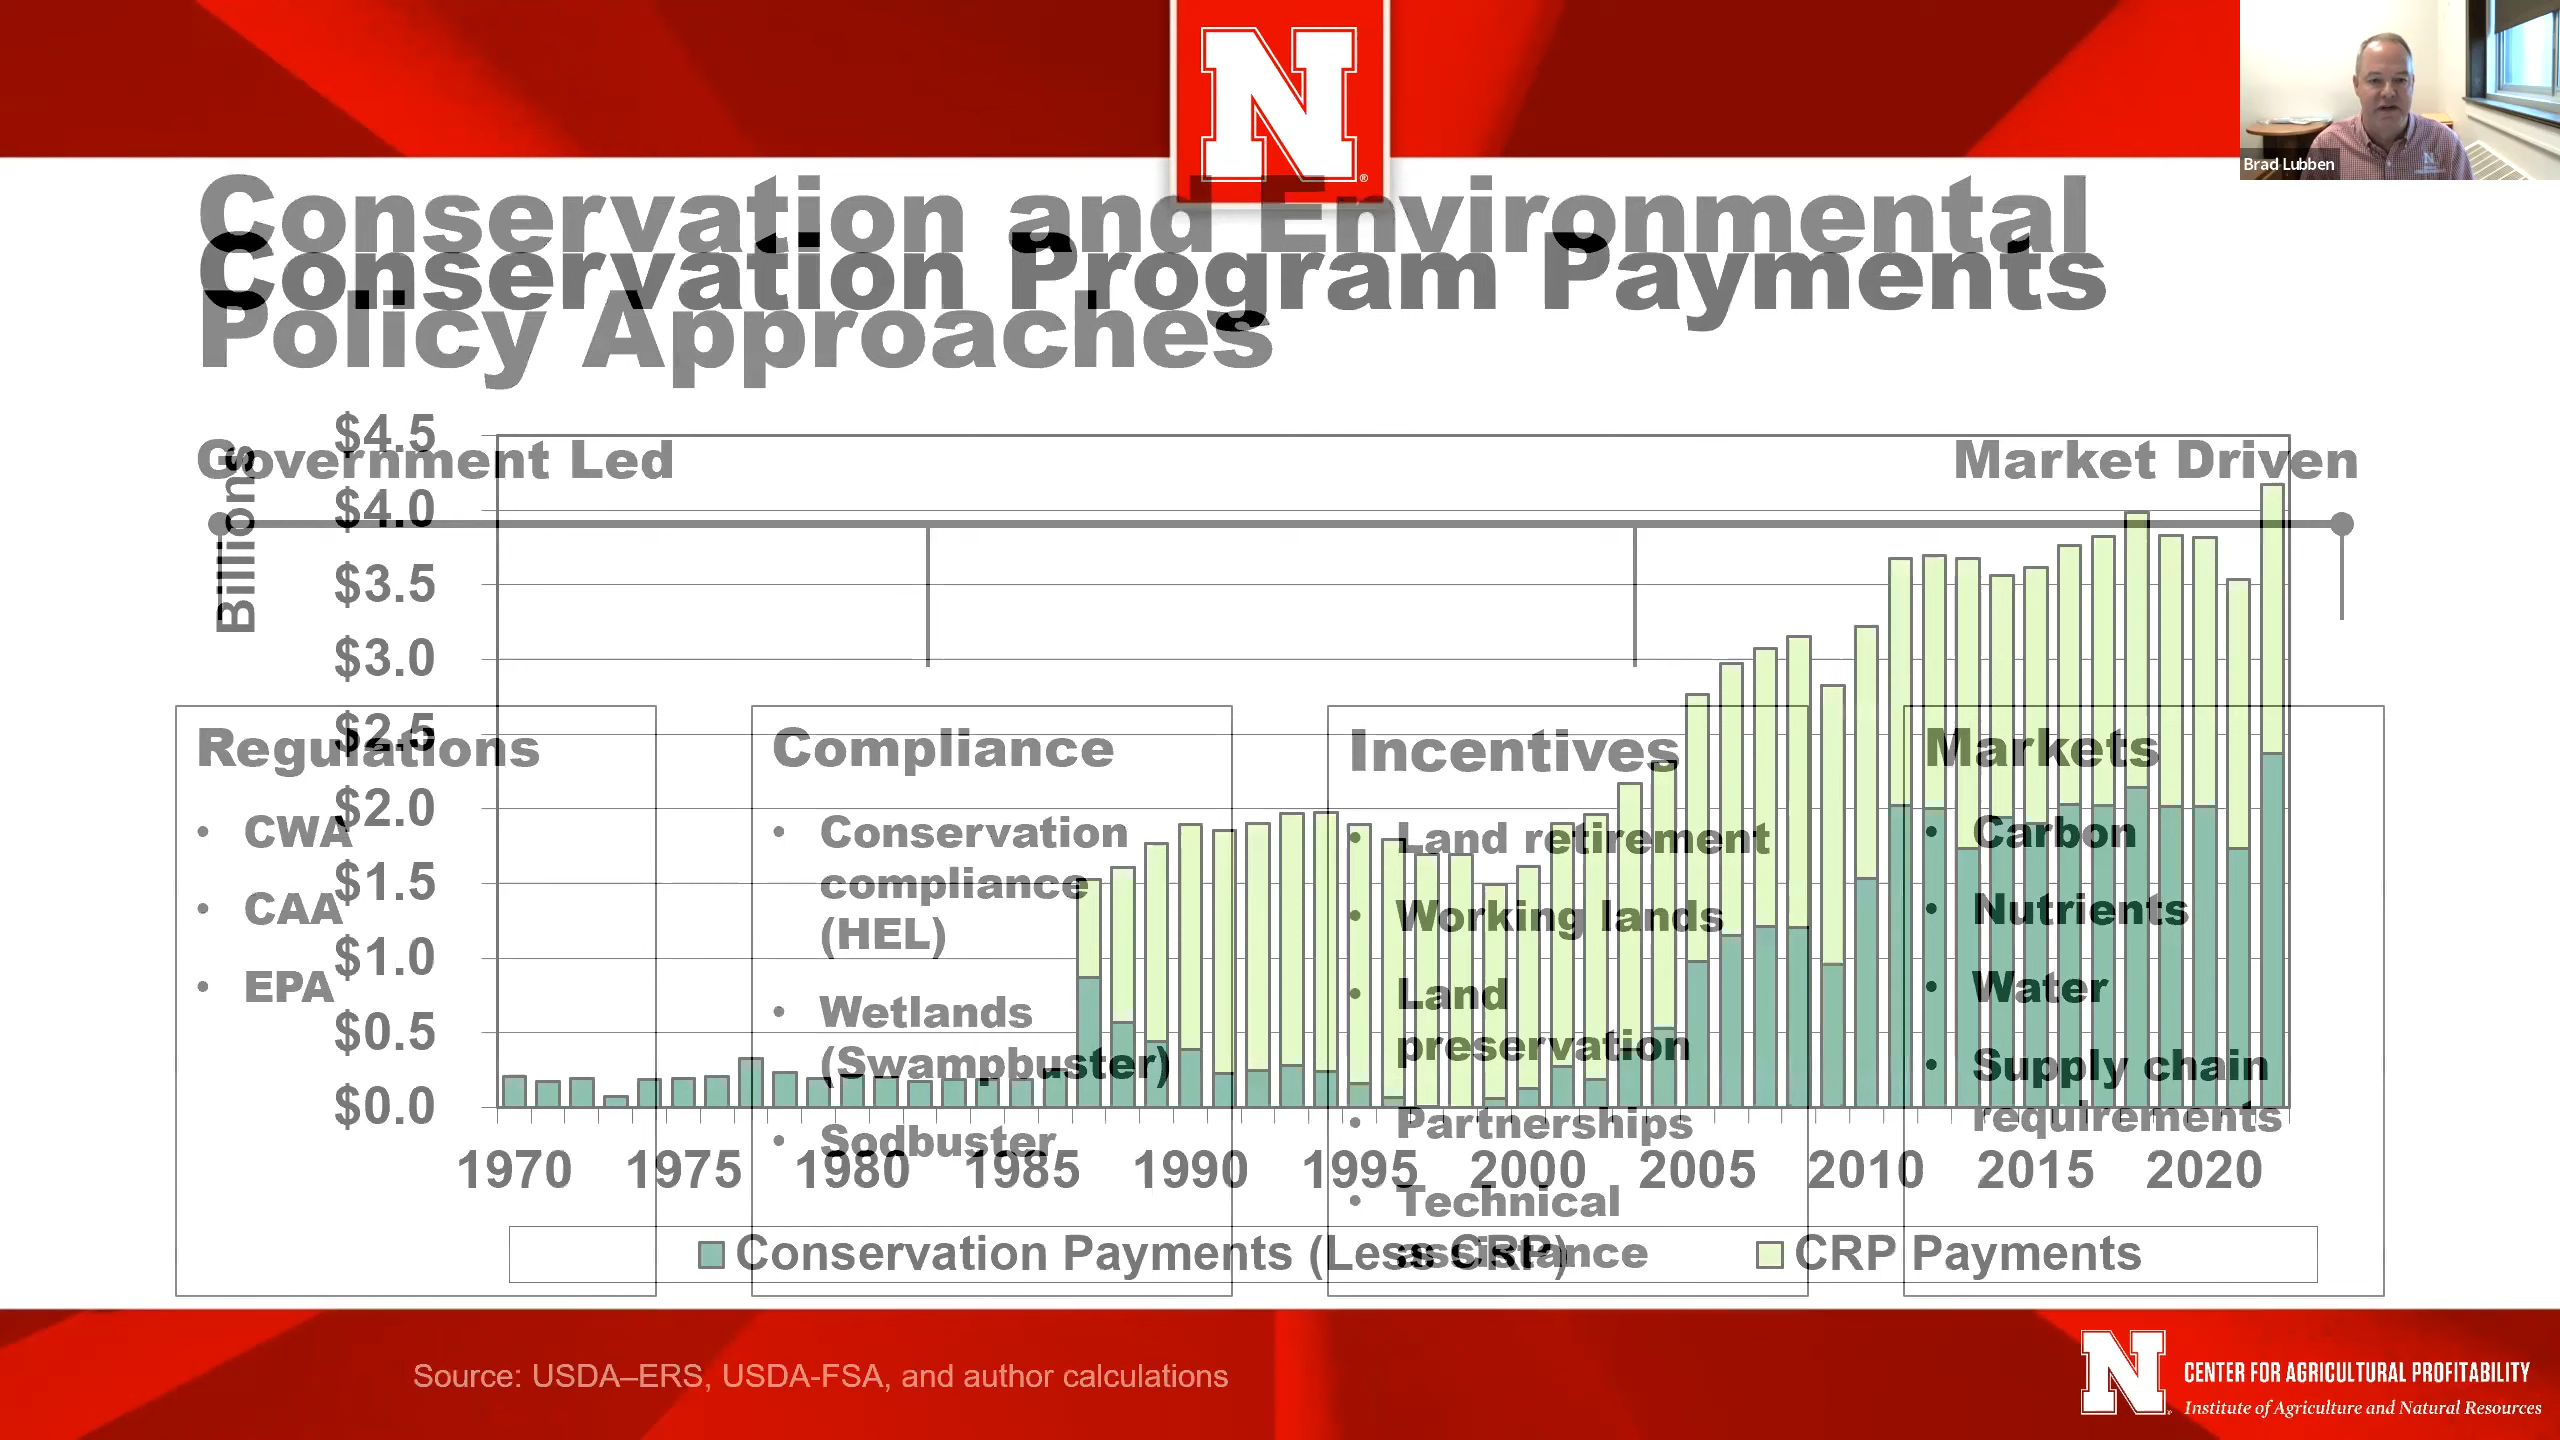 N
®
Brad Lubben
Conservation and Environmental
Policy Approaches
Conservation Program Payments
Government Led
Market Driven
Regulations
• CWA
• CAA
• EPA
Compliance
• Conservation
compliance
(HEL)
• Wetlands
(Swampbuster)
• Sodbuster
Incentives
• Land retirement
• Working lands
• Land
preservation
• Partnerships
• Technical
assistance
Markets
• Carbon
• Nutrients
• Water
• Supply chain
requirements
Billions
$4.5
$4.0
$3.5
$3.0
$2.5
$2.0
$1.5
$1.0
$0.5
$0.0
1970 1975 1980 1985 1990 1995 2000 2005 2010 2015 2020
Conservation Payments (Less CRP) CRP Payments
Source: USDA–ERS, USDA-FSA, and author calculations
N
CENTER FOR AGRICULTURAL PROFITABILITY
Institute of Agriculture and Natural Resources